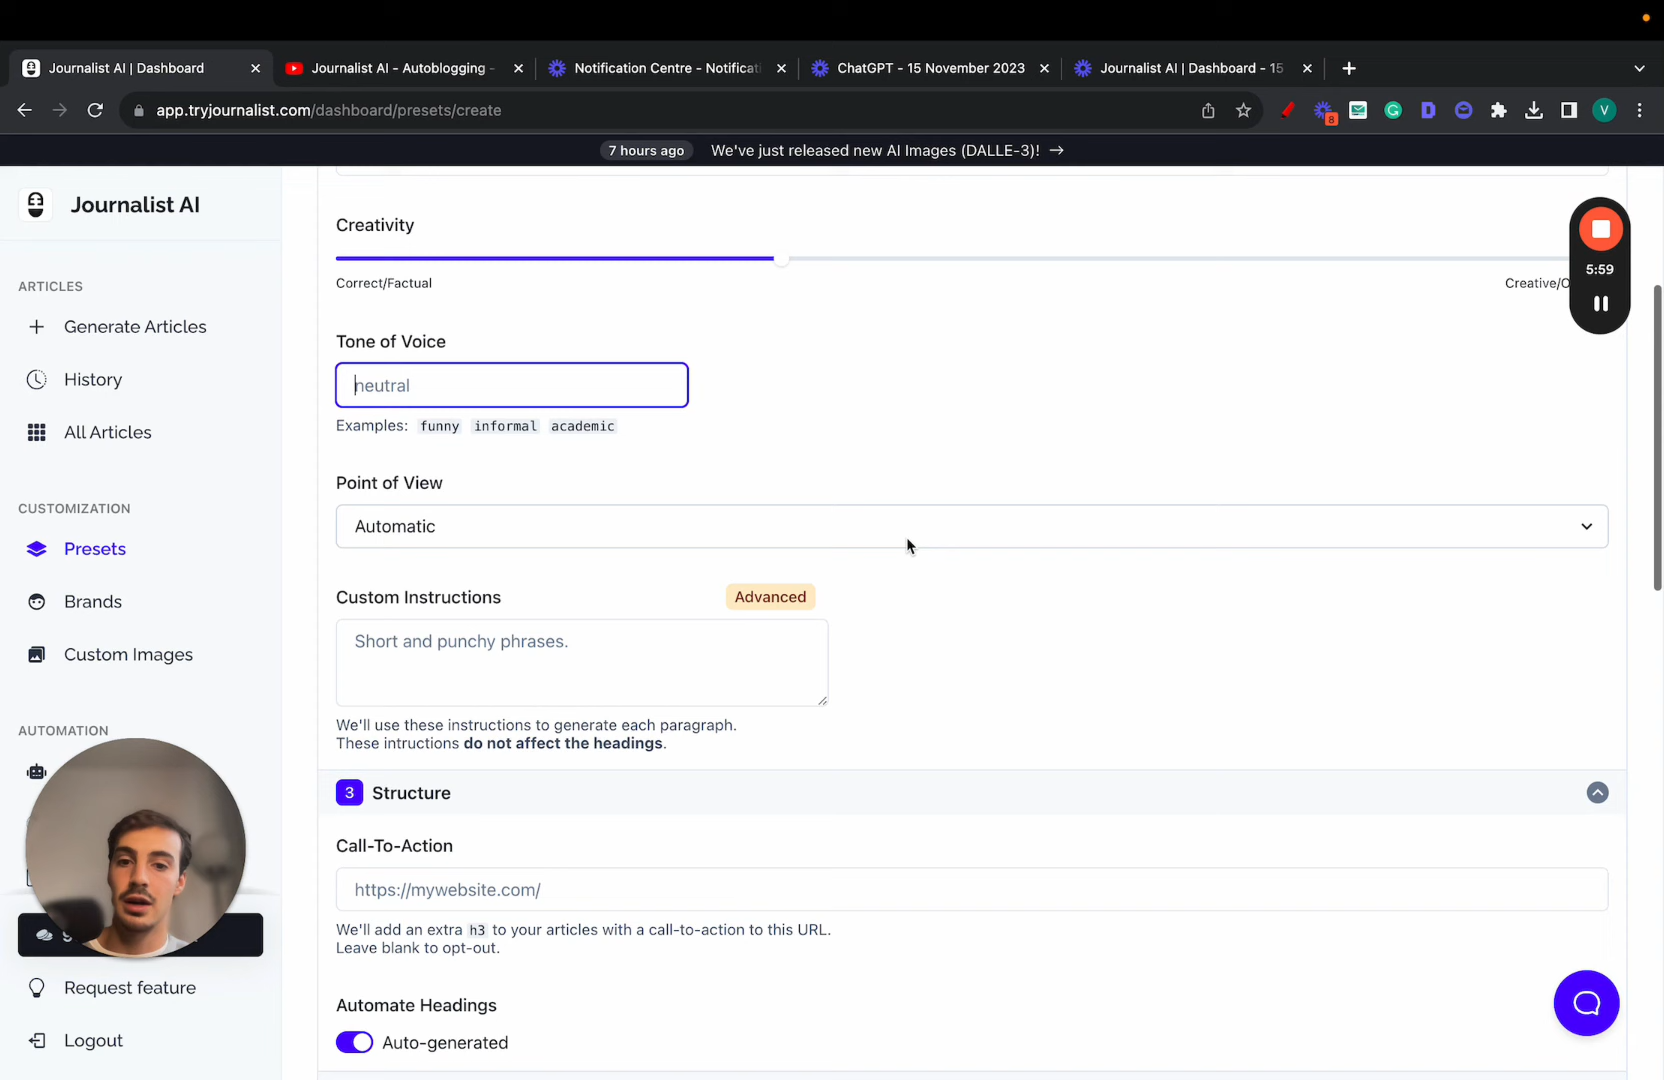 Journalist AI | Dashboard
Journalist AI - Autoblogging -
Notification Centre - Notificati
ChatGPT - 15 November 2023
Journalist AI | Dashboard - 15
app.tryjournalist.com/dashboard/presets/create
8
V
7 hours ago We've just released new AI Images (DALLE-3)! →
Journalist AI
ARTICLES
Generate Articles
History
All Articles
CUSTOMIZATION
Presets
Brands
Custom Images
AUTOMATION
Request feature
Logout
Creativity
Correct/Factual
Creative/O
Tone of Voice
neutral
Examples: funny informal academic
Point of View
Automatic
Custom Instructions
Advanced
Short and punchy phrases.
We'll use these instructions to generate each paragraph.
These intructions do not affect the headings.
3 Structure
Call-To-Action
https://mywebsite.com/
We'll add an extra h3 to your articles with a call-to-action to this URL.
Leave blank to opt-out.
Automate Headings
Auto-generated
5:59